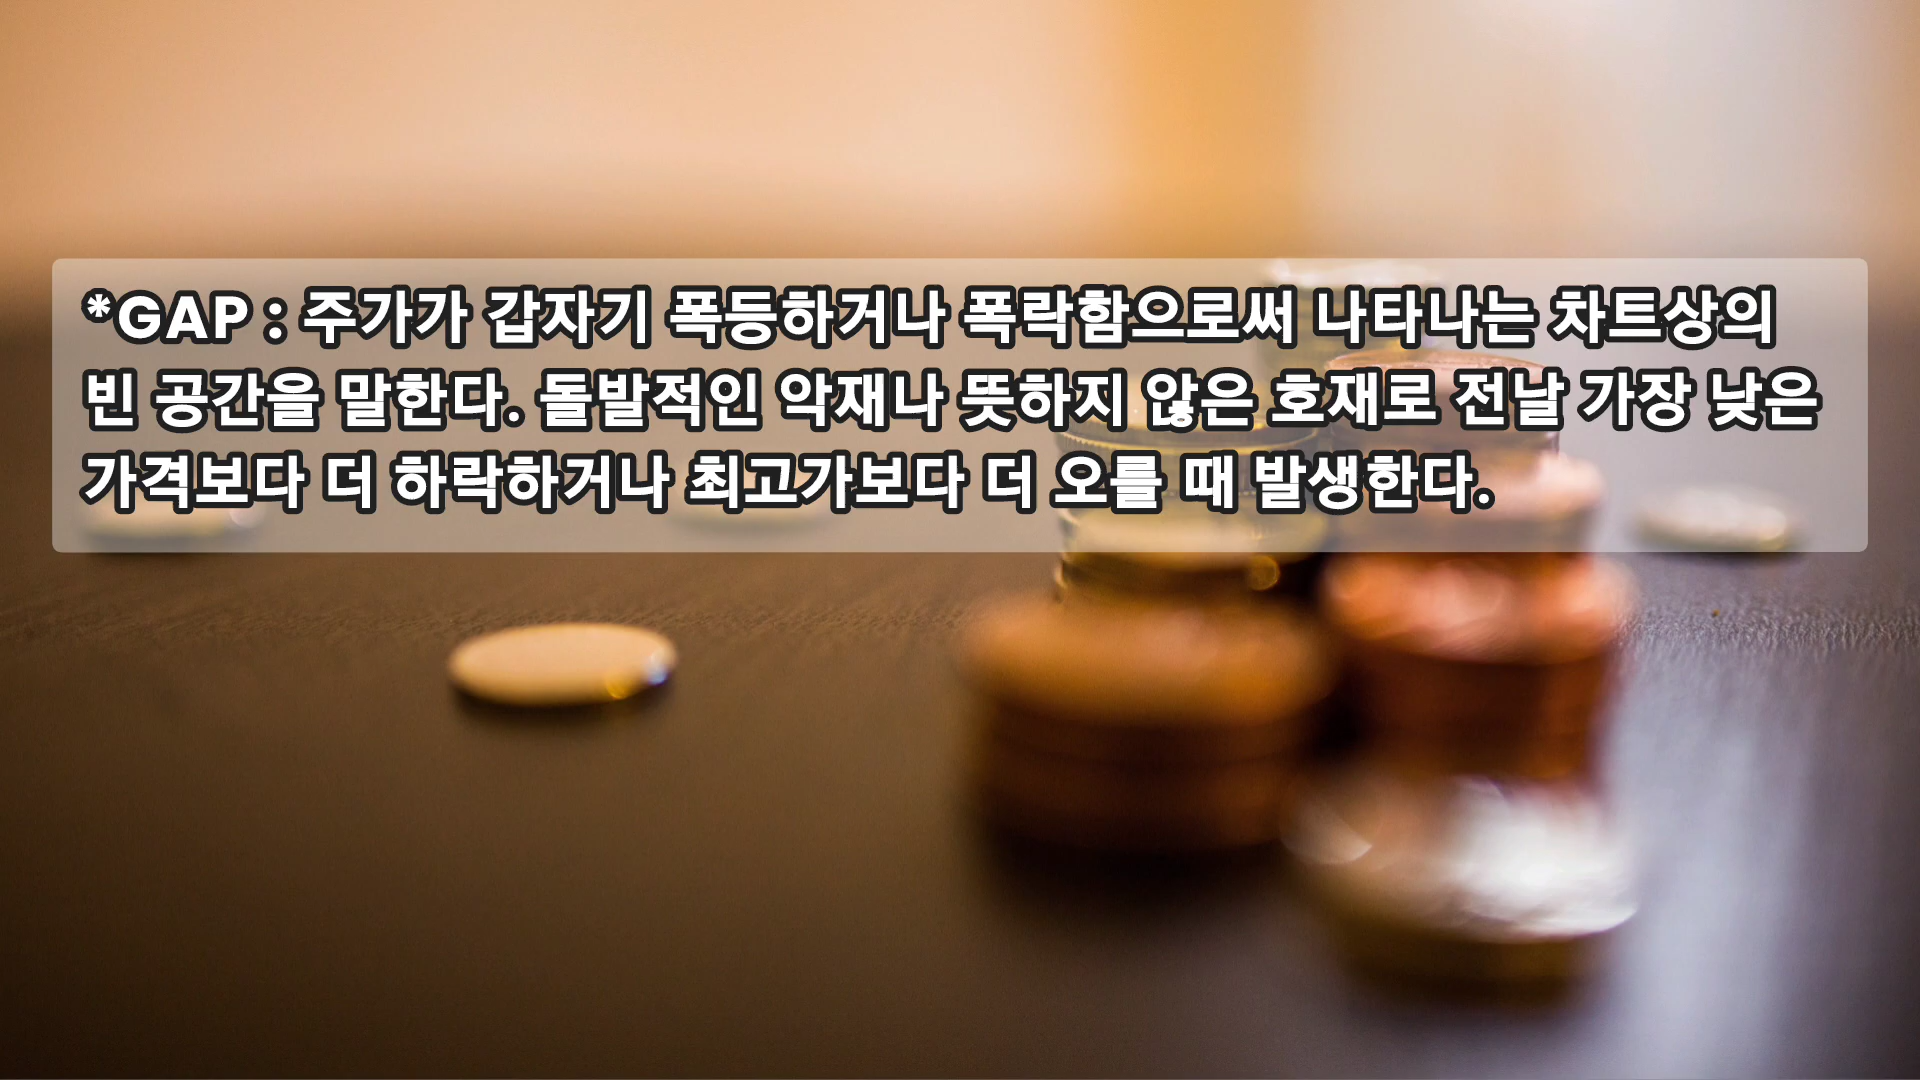 *GAP : 주가가 갑자기 폭등하거나 폭락함으로써 나타나는 차트상의
빈 공간을 말한다. 돌발적인 악재나 뜻하지 않은 호재로 전날 가장 낮은
가격보다 더 하락하거나 최고가보다 더 오를 때 발생한다.